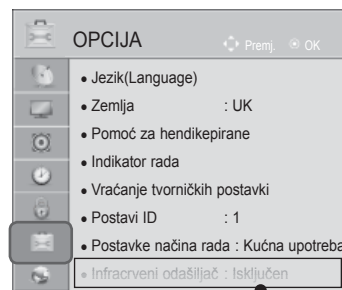 OPCIJA
Premj. OK
• Jezik(Language)
• Zemlja : UK
• Pomoć za hendikepirane
• Indikator rada
• Vraćanje tvorničkih postavki
• Postavi ID : 1
• Postavke načina rada : Kućna upotreba
• Infracrveni odašiljač : Isključen